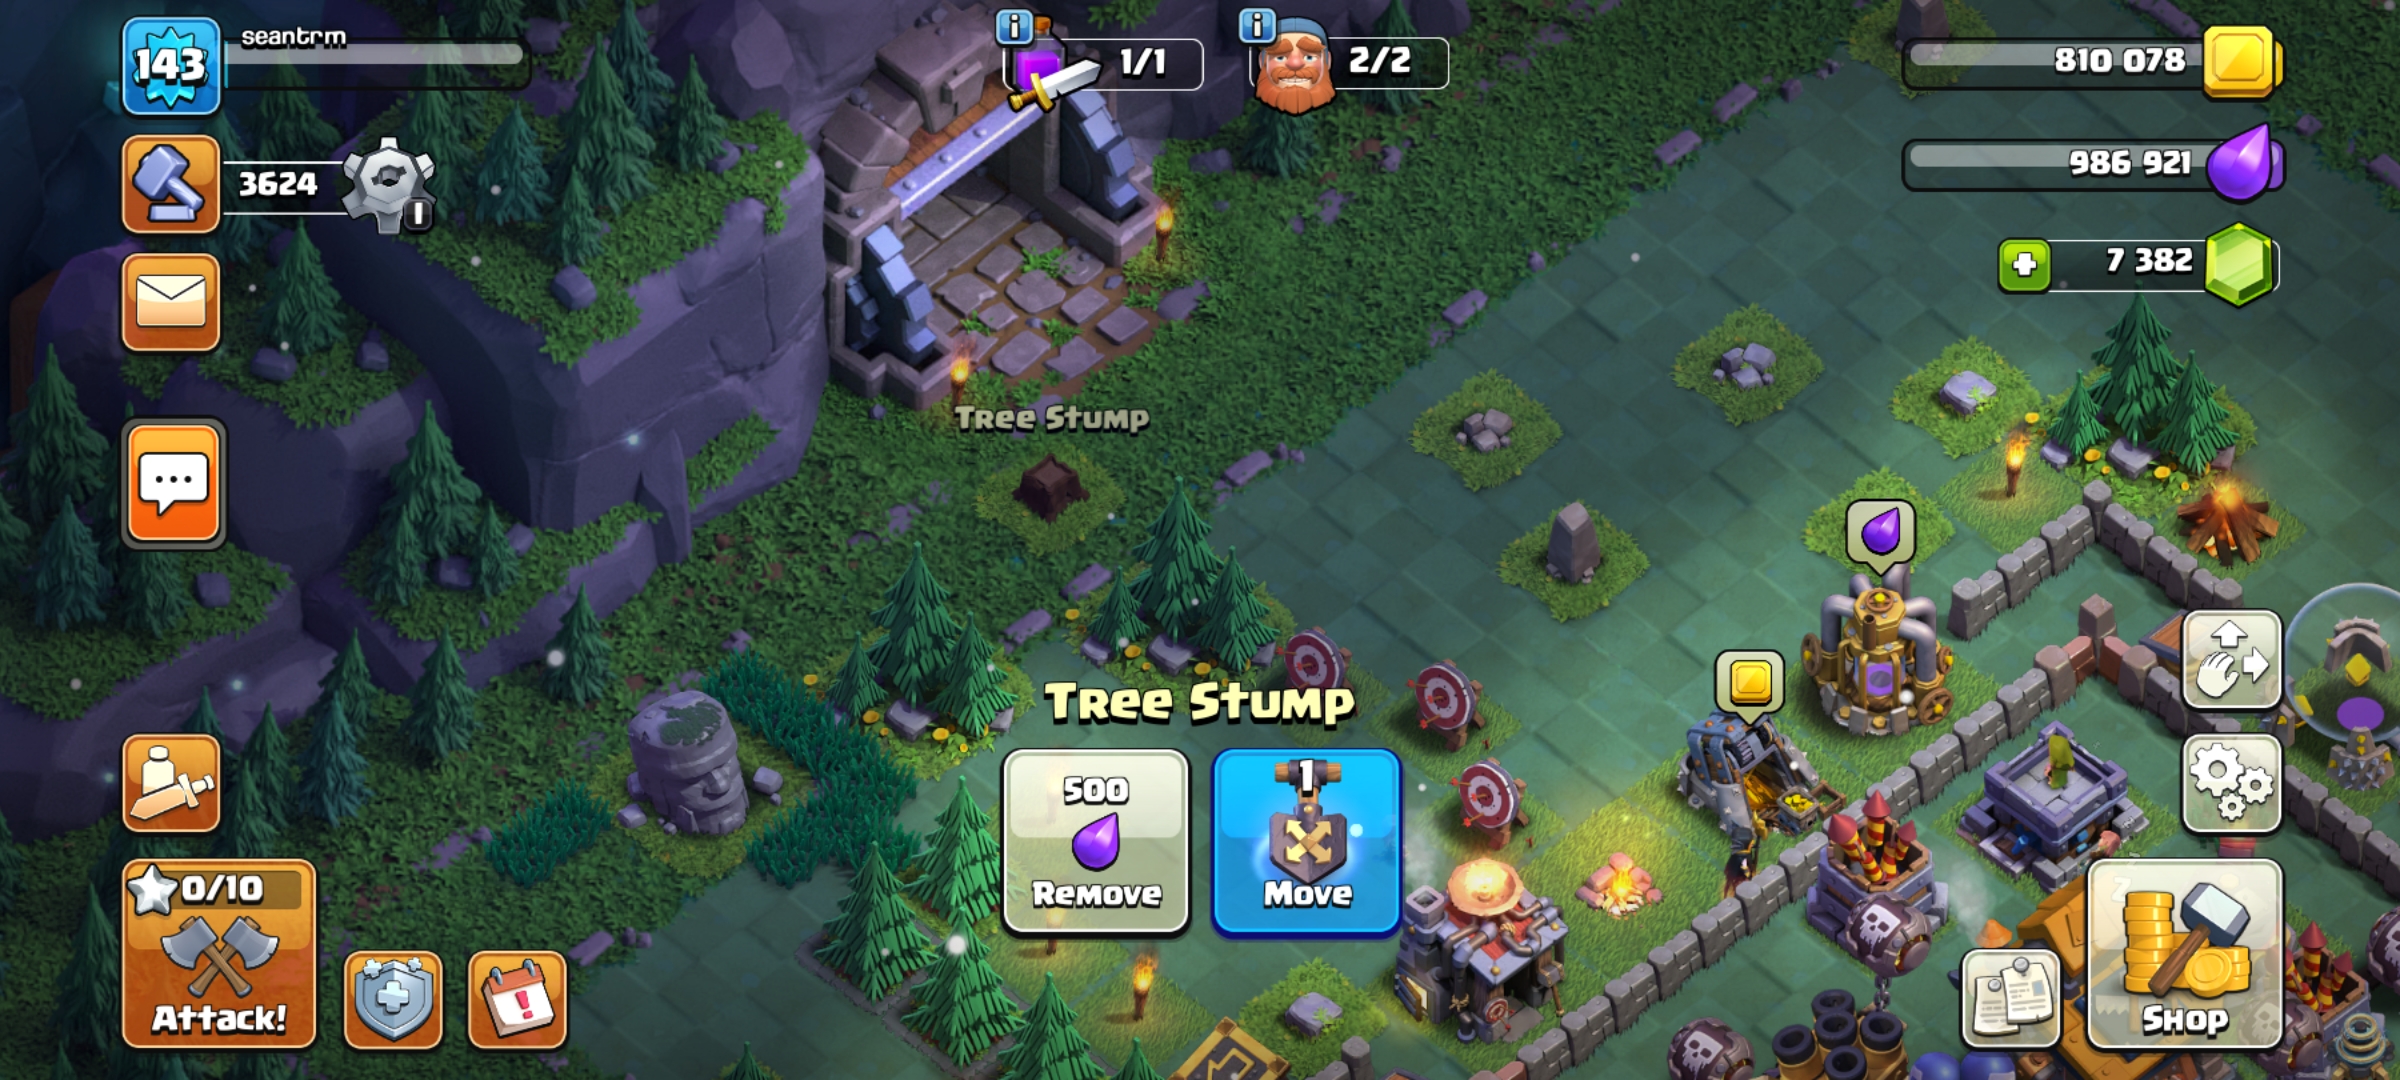 143
seantrm
1/1
2/2
810 078
3624
1
986 921
7 382
Tree Stump
Tree Stump
500
Remove
1
Move
0/10
Attack!
Shop